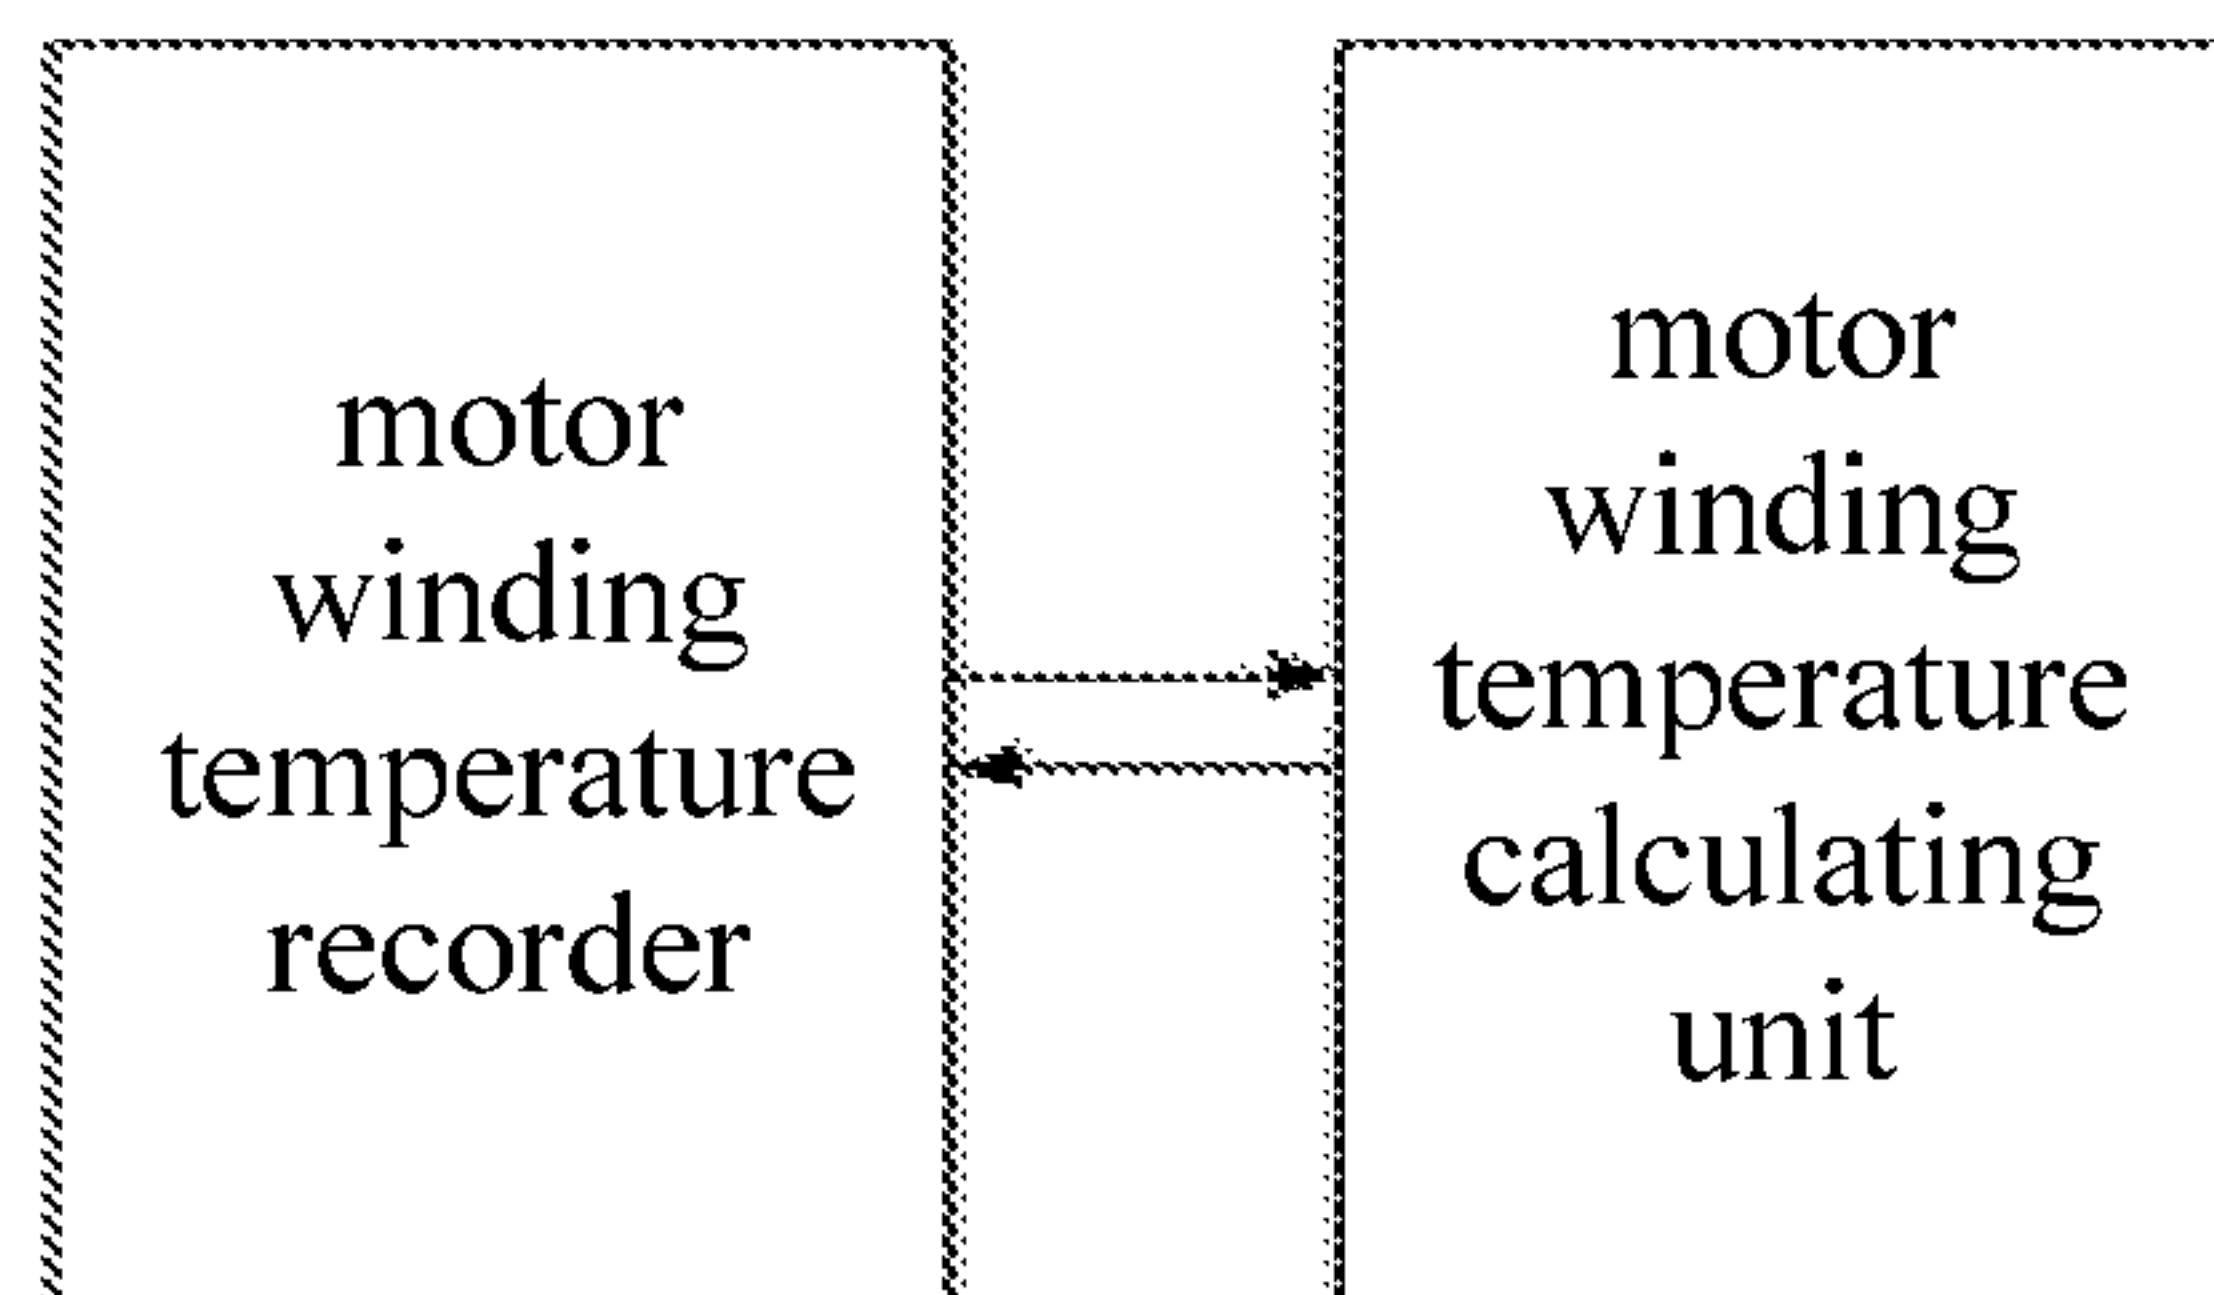 motor
winding
temperature
recorder
motor
winding
temperature
calculating
unit